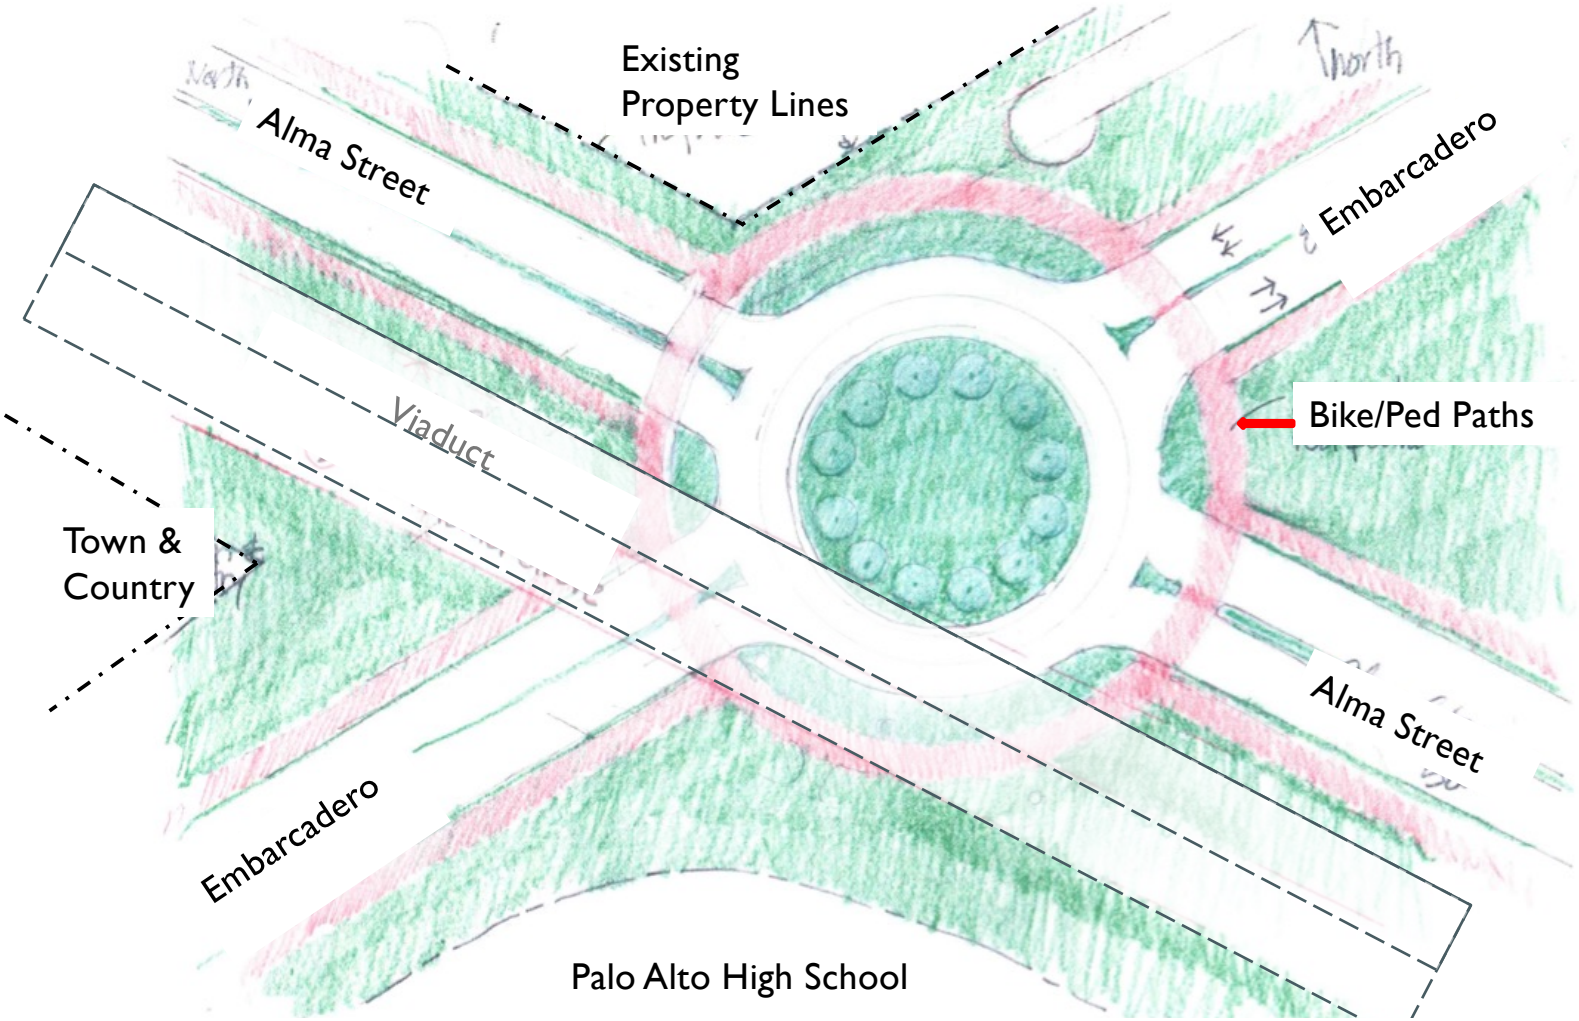 Existing
Property Lines
north
North
Alma Street
Embarcadero
Viaduct
Bike/Ped Paths
Town &
Country
Alma Street
Embarcadero
Palo Alto High School